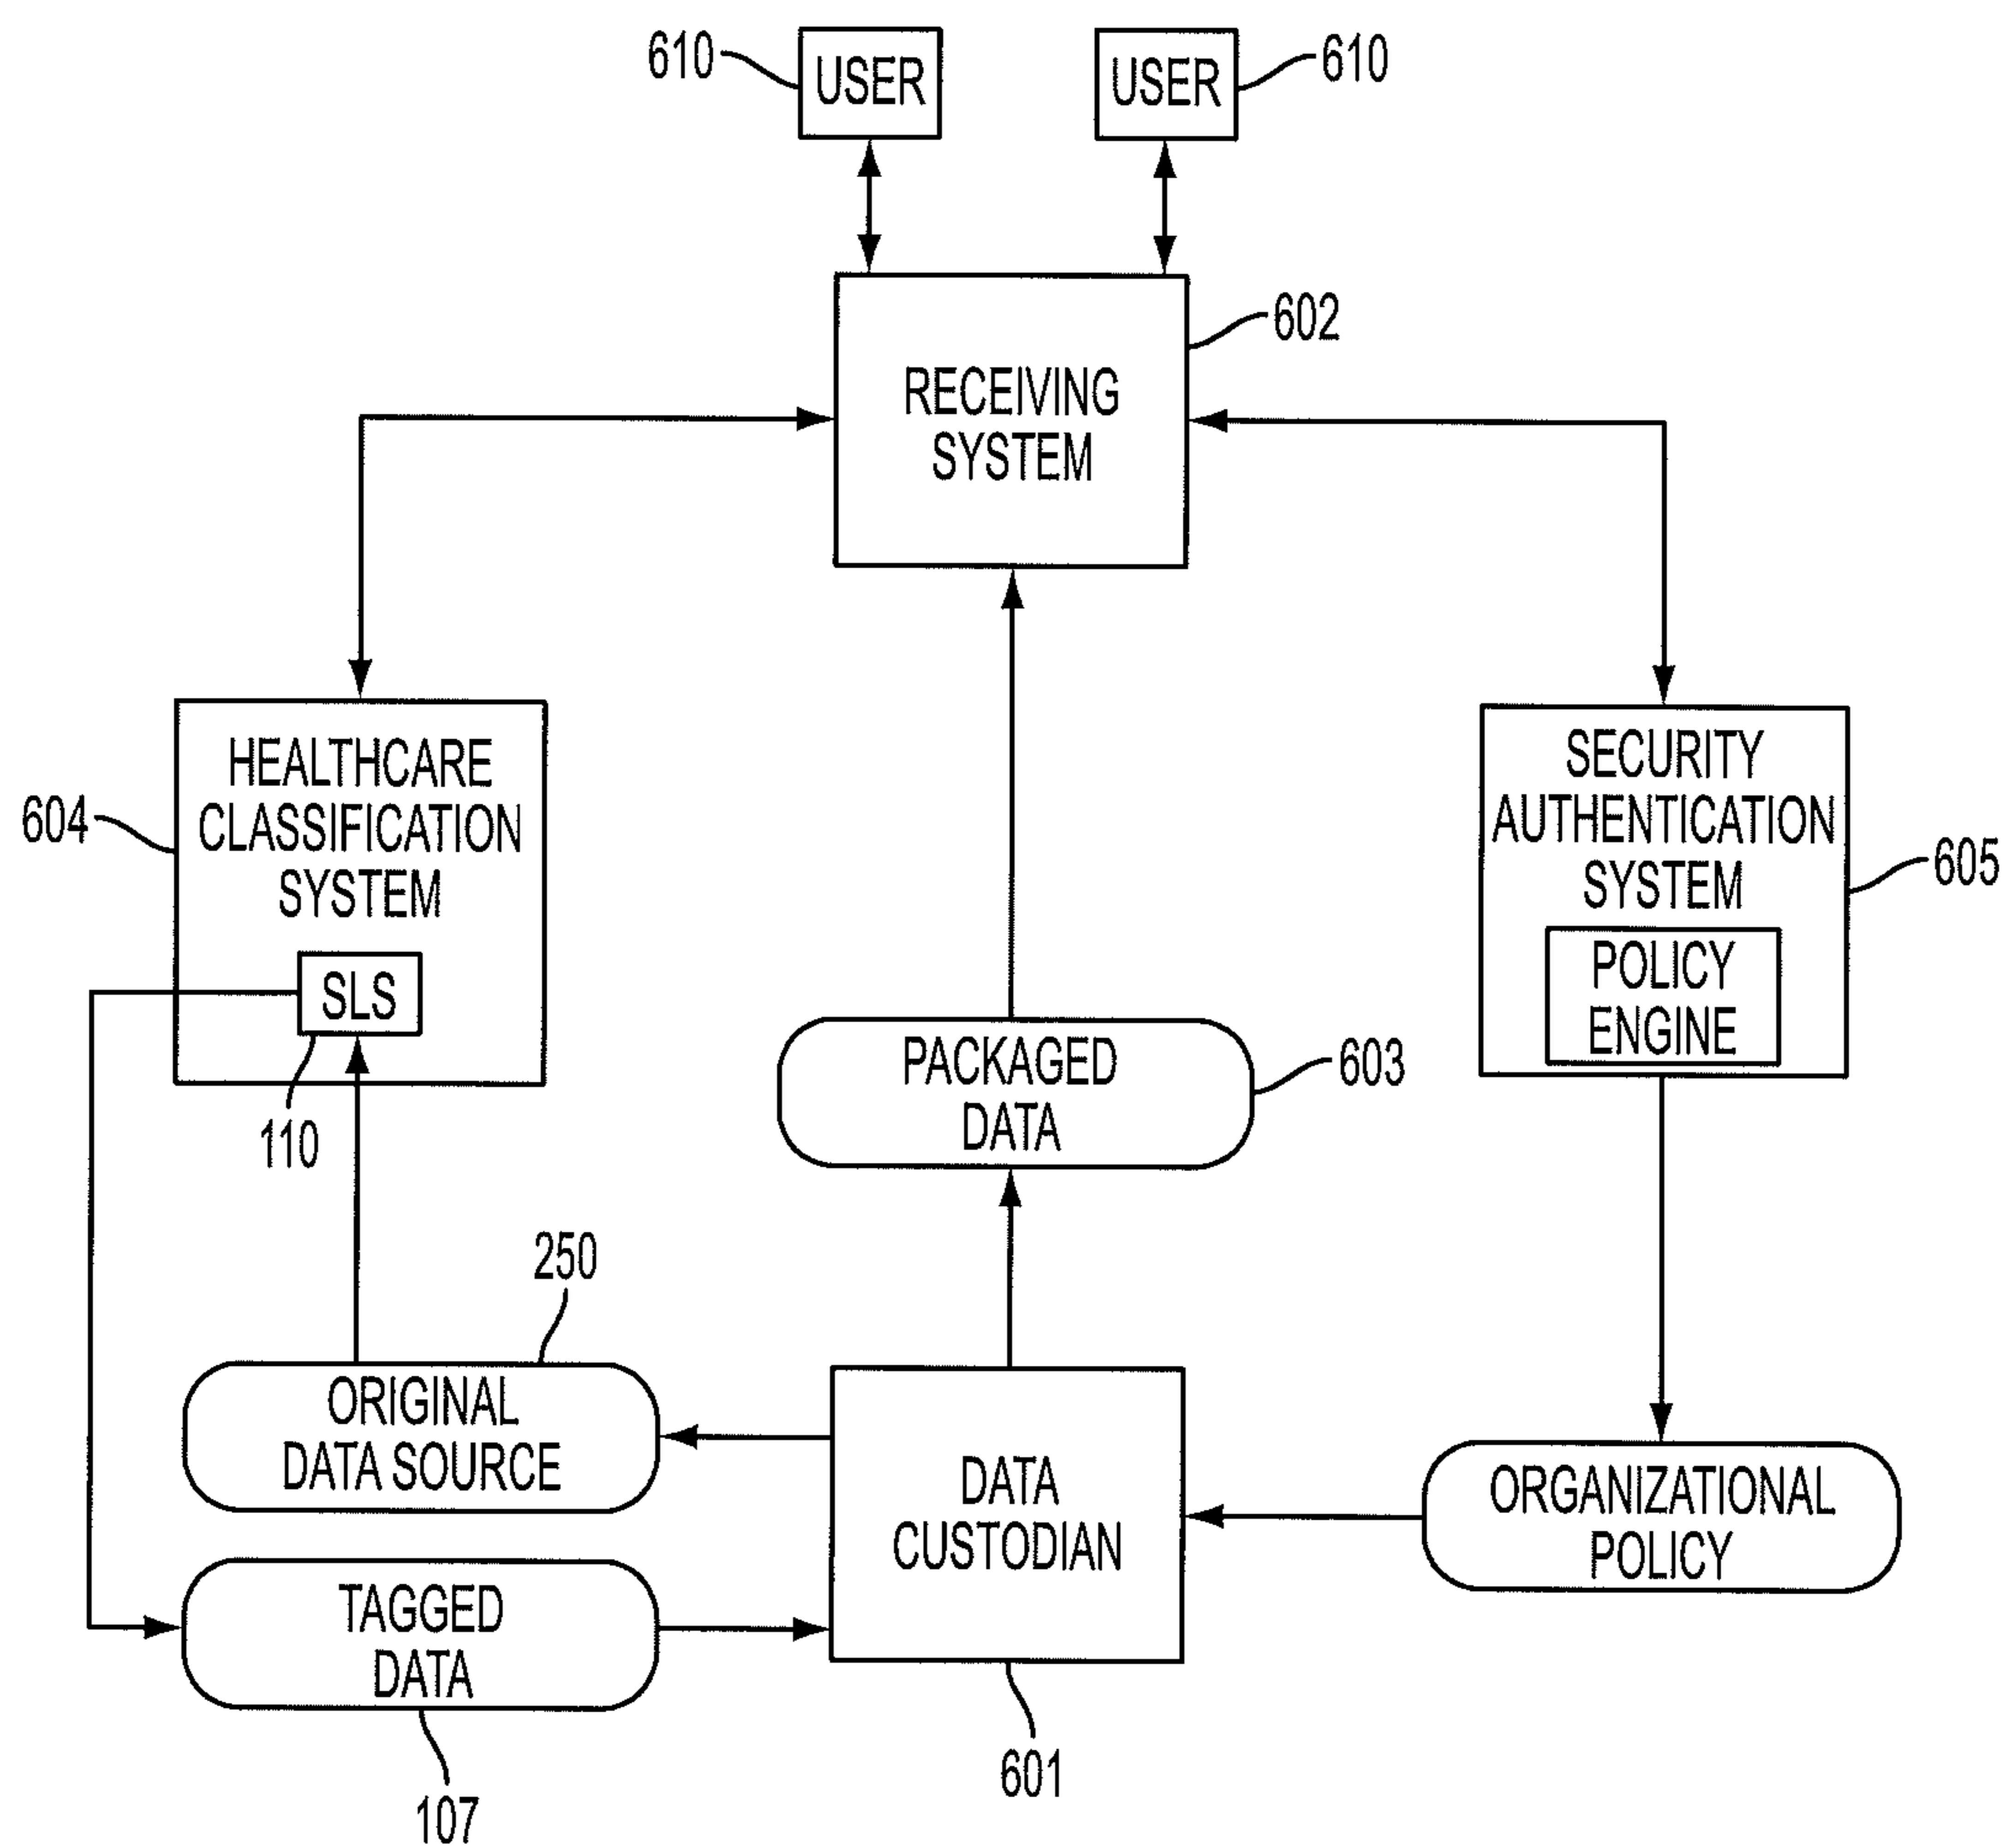 610
USER
USER
610
602
RECEIVING
SYSTEM
604
HEALTHCARE
CLASSIFICATION
SYSTEM
SLS
110
SECURITY
AUTHENTICATION
SYSTEM
605
POLICY
ENGINE
PACKAGED
DATA
603
250
ORIGINAL
DATA SOURCE
DATA
CUSTODIAN
601
ORGANIZATIONAL
POLICY
TAGGED
DATA
107